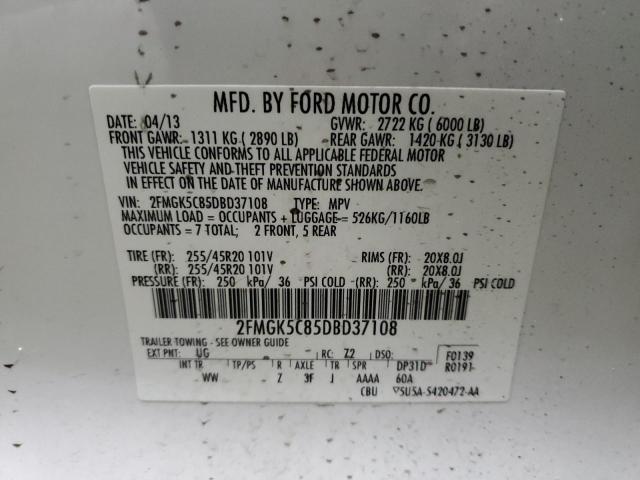 MFD. BY FORD MOTOR CO.
DATE: 04/13 GVWR: 2722 KG ( 6000 LB)
FRONT GAWR: 1311 KG ( 2890 LB) REAR GAWR: 1420 KG ( 3130 LB)
THIS VEHICLE CONFORMS TO ALL APPLICABLE FEDERAL MOTOR
VEHICLE SAFETY AND THEFT PREVENTION STANDARDS
IN EFFECT ON THE DATE OF MANUFACTURE SHOWN ABOVE.
VIN: 2FMGK5C85DBD37108 TYPE: MPV
MAXIMUM LOAD = OCCUPANTS + LUGGAGE = 526KG/1160LB
OCCUPANTS = 7 TOTAL; 2 FRONT, 5 REAR
TIRE (FR): 255/45R20 101V RIMS (FR): 20X8.0J
(RR): 255/45R20 101V (RR): 20X8.0J
PRESSURE (FR): 250 kPa/ 36 PSI COLD (RR): 250 kPa/ 36 PSI COLD
2FMGK5C85DBD37108
TRAILER TOWING - SEE OWNER GUIDE
EXT PNT: UG RC: Z2 DSO: F0139
INT TR TP/PS R AXLE TR SPR DP31D R0191
WW Z 3F J AAAA 60A
CBU VSUSA-S420472-AA